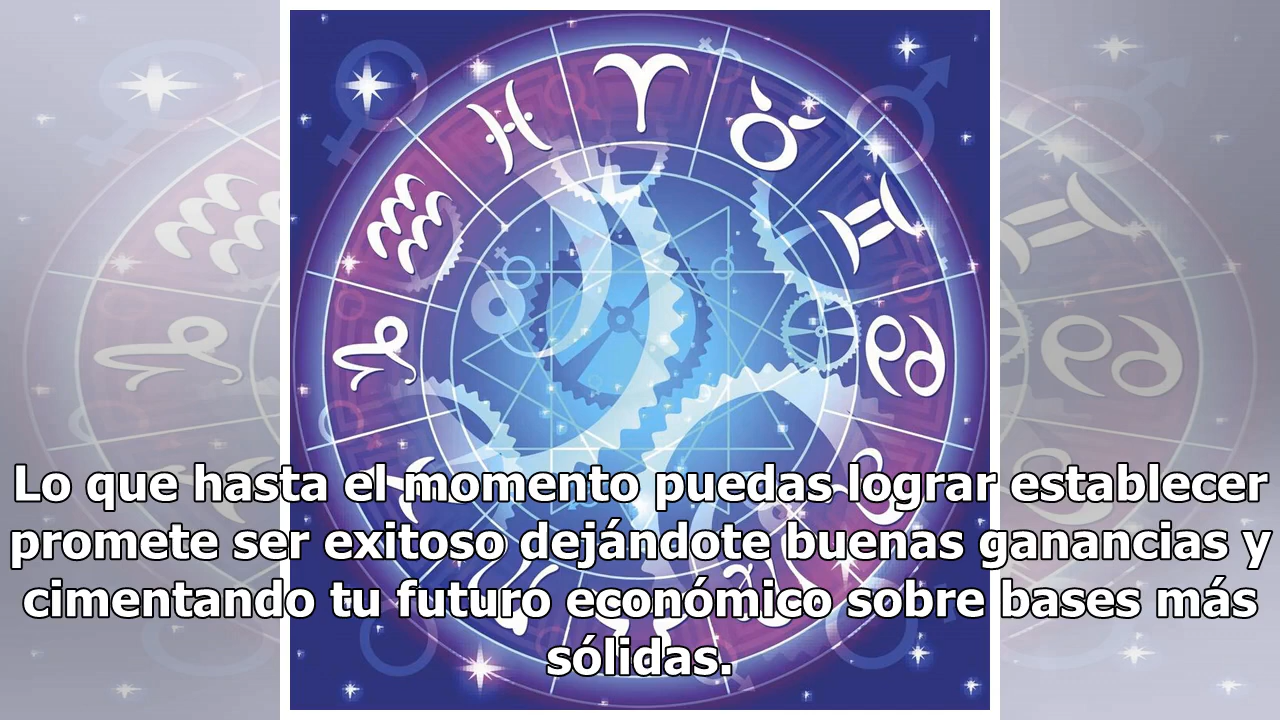 Lo que hasta el momento puedas lograr establecer
promete ser exitoso dejándote buenas ganancias y
cimentando tu futuro económico sobre bases más
sólidas.